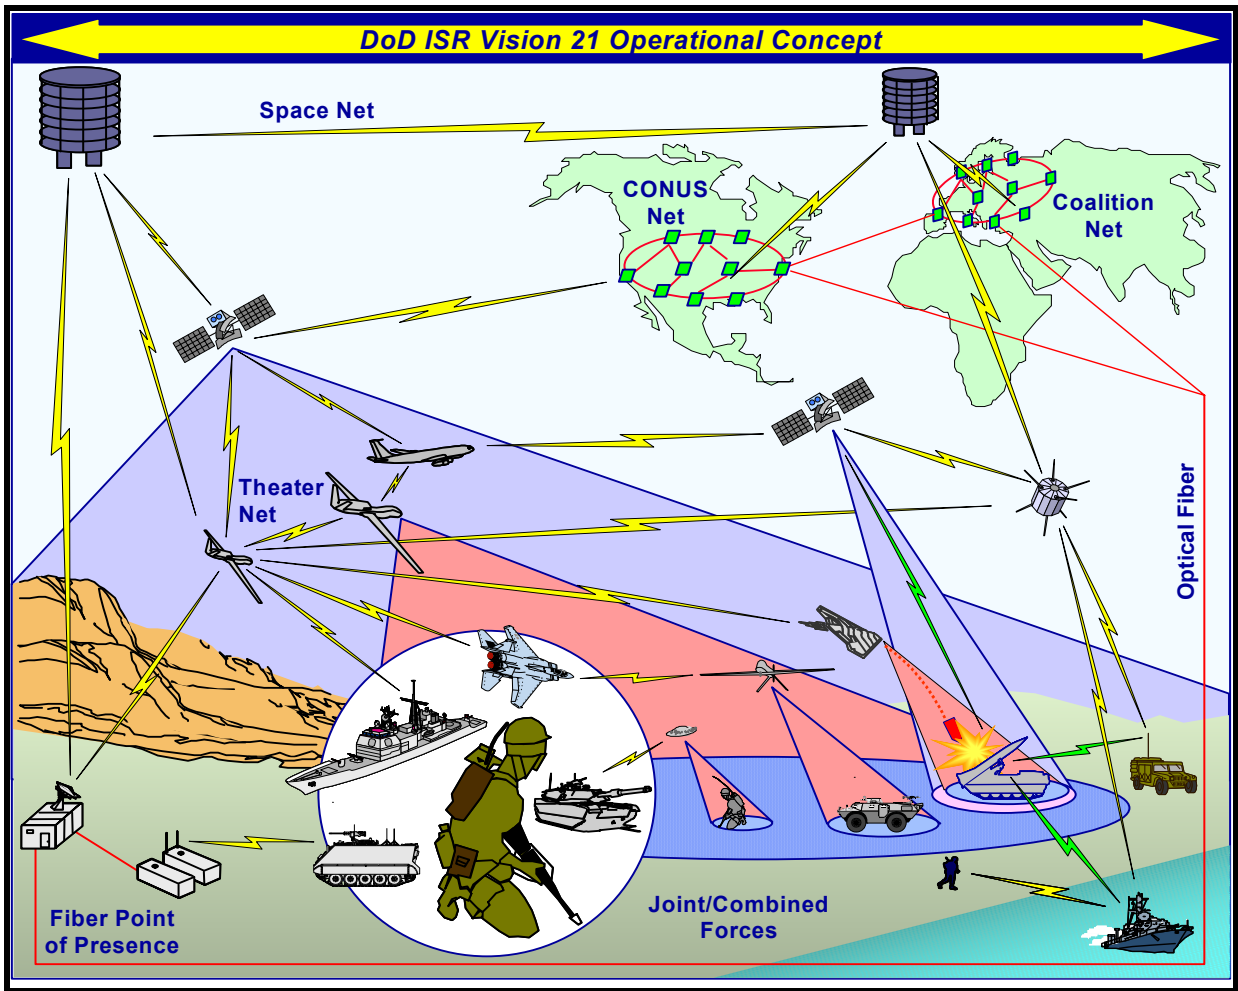 DoD ISR Vision 21 Operational Concept
Space Net
CONUS
Net
Coalition
Net
Theater
Net
Optical Fiber
Fiber Point
of Presence
Joint/Combined
Forces